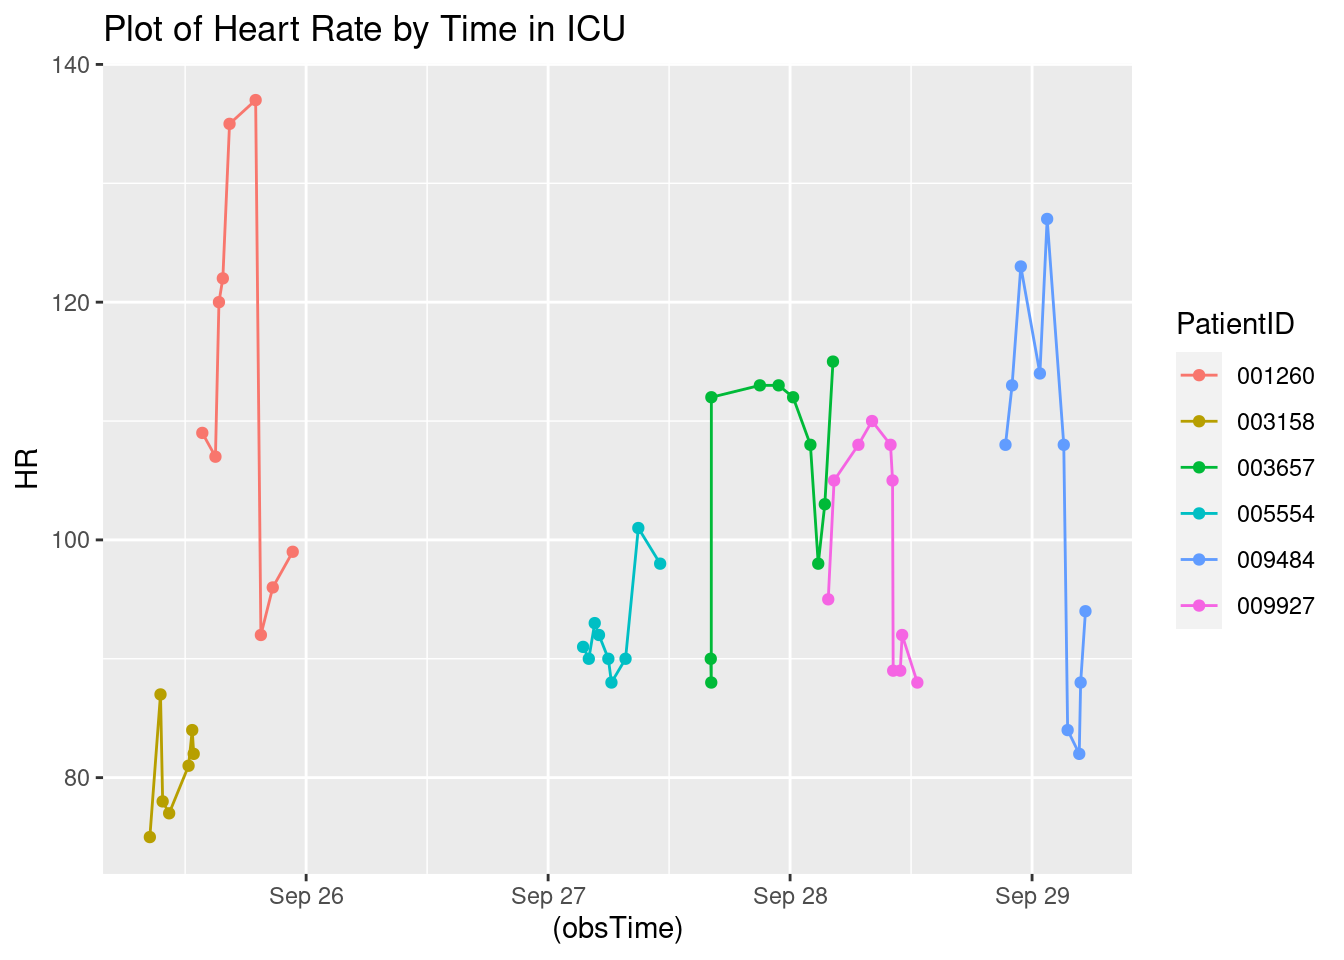 Plot of Heart Rate by Time in ICU
140
120
100
80
HR
Sep 26
Sep 27
Sep 28
Sep 29
(obsTime)
PatientID
001260
003158
003657
005554
009484
009927